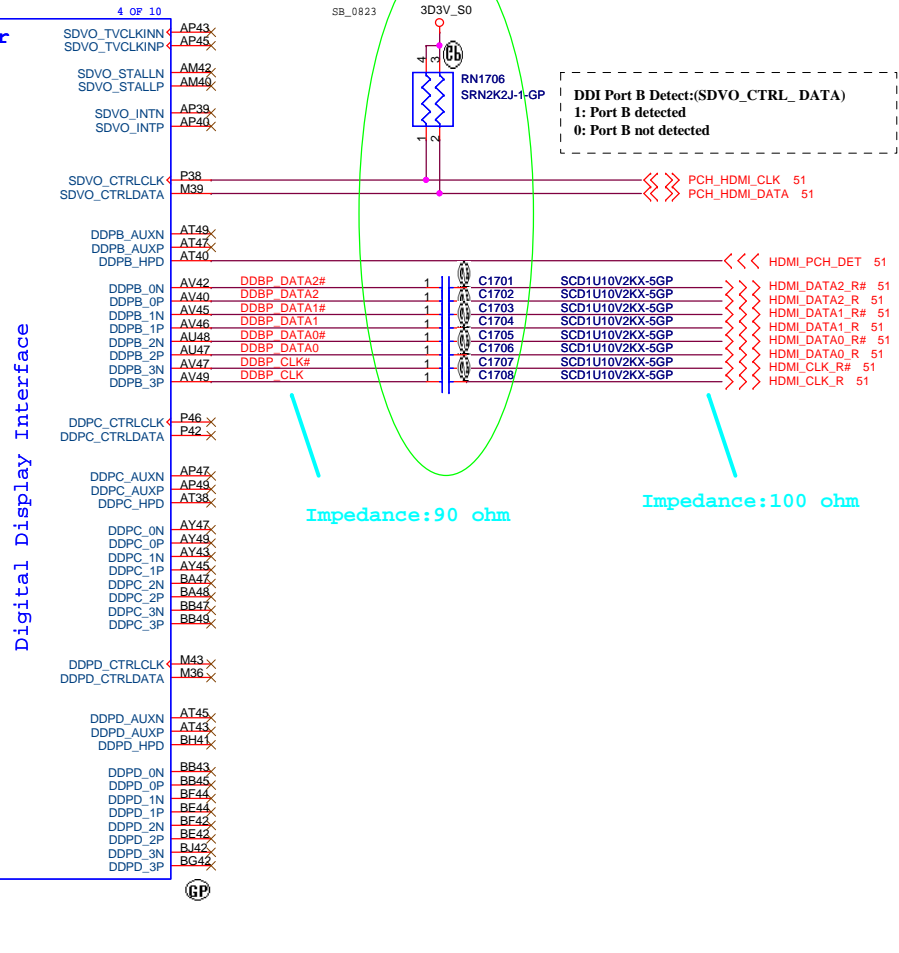 4 OF 10
SB_0823
3D3V_S0
r
SDVO_TVCLKINN AP43
SDVO_TVCLKINP AP45
4 3
RN1706
SRN2K2J-1-GP
1 2
SDVO_STALLN AM42
SDVO_STALLP AM40
SDVO_INTN AP39
SDVO_INTP AP40
DDI Port B Detect:(SDVO_CTRL_ DATA)
1: Port B detected
0: Port B not detected
SDVO_CTRLCLK P38 PCH_HDMI_CLK 51
SDVO_CTRLDATA M39 PCH_HDMI_DATA 51
DDPB_AUXN AT49
DDPB_AUXP AT47
DDPB_HPD AT40 HDMI_PCH_DET 51
DDPB_0N AV42 DDBP_DATA2# 1 C1701 SCD1U10V2KX-5GP HDMI_DATA2_R# 51
DDPB_0P AV40 DDBP_DATA2 1 C1702 SCD1U10V2KX-5GP HDMI_DATA2_R 51
DDPB_1N AV45 DDBP_DATA1# 1 C1703 SCD1U10V2KX-5GP HDMI_DATA1_R# 51
DDPB_1P AV46 DDBP_DATA1 1 C1704 SCD1U10V2KX-5GP HDMI_DATA1_R 51
DDPB_2N AU48 DDBP_DATA0# 1 C1705 SCD1U10V2KX-5GP HDMI_DATA0_R# 51
DDPB_2P AU47 DDBP_DATA0 1 C1706 SCD1U10V2KX-5GP HDMI_DATA0_R 51
DDPB_3N AV47 DDBP_CLK# 1 C1707 SCD1U10V2KX-5GP HDMI_CLK_R# 51
DDPB_3P AV49 DDBP_CLK 1 C1708 SCD1U10V2KX-5GP HDMI_CLK_R 51
DDPC_CTRLCLK P46
DDPC_CTRLDATA P42
Digital Display Interface
DDPC_AUXN AP47
DDPC_AUXP AP49
DDPC_HPD AT38
Impedance:90 ohm
Impedance:100 ohm
DDPC_0N AY47
DDPC_0P AY49
DDPC_1N AY43
DDPC_1P AY45
DDPC_2N BA47
DDPC_2P BA48
DDPC_3N BB47
DDPC_3P BB49
DDPD_CTRLCLK M43
DDPD_CTRLDATA M36
DDPD_AUXN AT45
DDPD_AUXP AT43
DDPD_HPD BH41
DDPD_0N BB43
DDPD_0P BB45
DDPD_1N BF44
DDPD_1P BE44
DDPD_2N BF42
DDPD_2P BE42
DDPD_3N BJ42
DDPD_3P BG42
GP